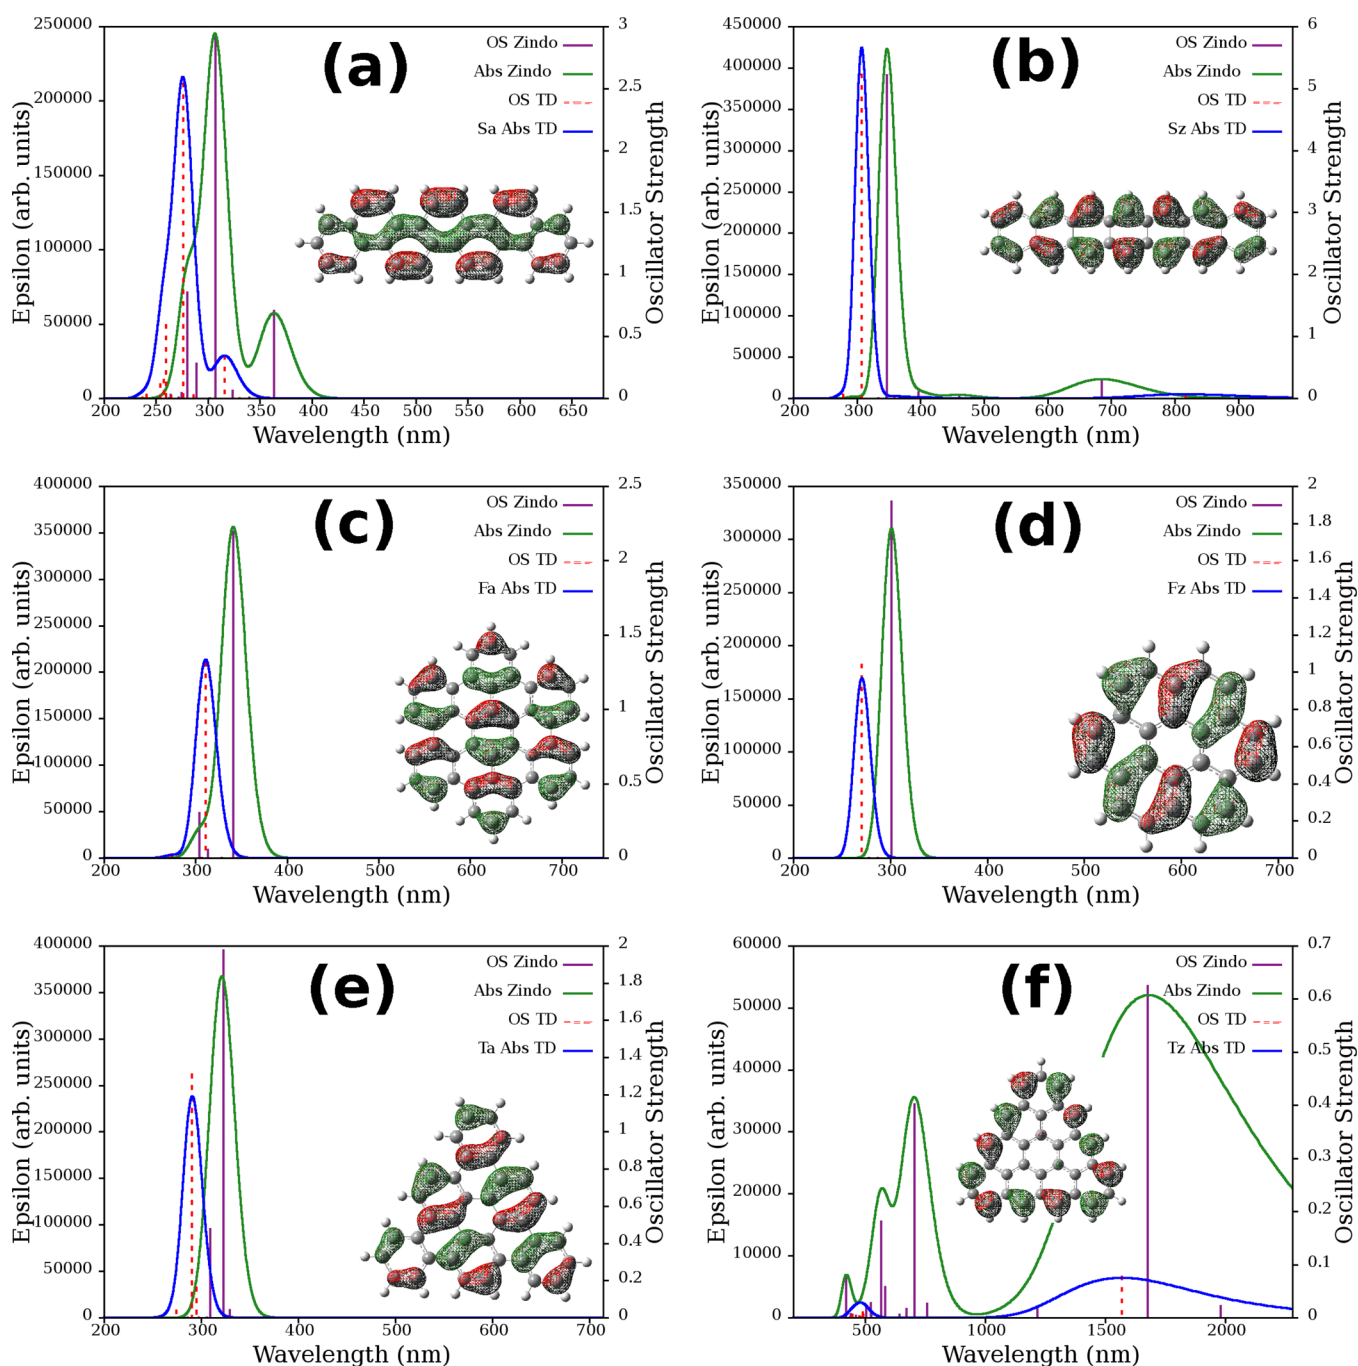 (a)
Epsilon (arb. units)
250000
200000
150000
100000
50000
0
200 250 300 350 400 450 500 550 600 650
Wavelength (nm)
3
2.5
2
1.5
1
0.5
0
Oscillator Strength
OS Zindo
Abs Zindo
OS TD
Sa Abs TD
(b)
Epsilon (arb. units)
450000
400000
350000
300000
250000
200000
150000
100000
50000
0
200 300 400 500 600 700 800 900
Wavelength (nm)
6
5
4
3
2
1
0
Oscillator Strength
OS Zindo
Abs Zindo
OS TD
Sz Abs TD
(c)
Epsilon (arb. units)
400000
350000
300000
250000
200000
150000
100000
50000
0
200 300 400 500 600 700
Wavelength (nm)
2.5
2
1.5
1
0.5
0
Oscillator Strength
OS Zindo
Abs Zindo
OS TD
Fa Abs TD
(d)
Epsilon (arb. units)
350000
300000
250000
200000
150000
100000
50000
0
200 300 400 500 600 700
Wavelength (nm)
2
1.8
1.6
1.4
1.2
1
0.8
0.6
0.4
0.2
0
Oscillator Strength
OS Zindo
Abs Zindo
OS TD
Fz Abs TD
(e)
Epsilon (arb. units)
400000
350000
300000
250000
200000
150000
100000
50000
0
200 300 400 500 600 700
Wavelength (nm)
2
1.8
1.6
1.4
1.2
1
0.8
0.6
0.4
0.2
0
Oscillator Strength
OS Zindo
Abs Zindo
OS TD
Ta Abs TD
(f)
Epsilon (arb. units)
60000
50000
40000
30000
20000
10000
0
500 1000 1500 2000
Wavelength (nm)
0.7
0.6
0.5
0.4
0.3
0.2
0.1
0
Oscillator Strength
OS Zindo
Abs Zindo
OS TD
Tz Abs TD